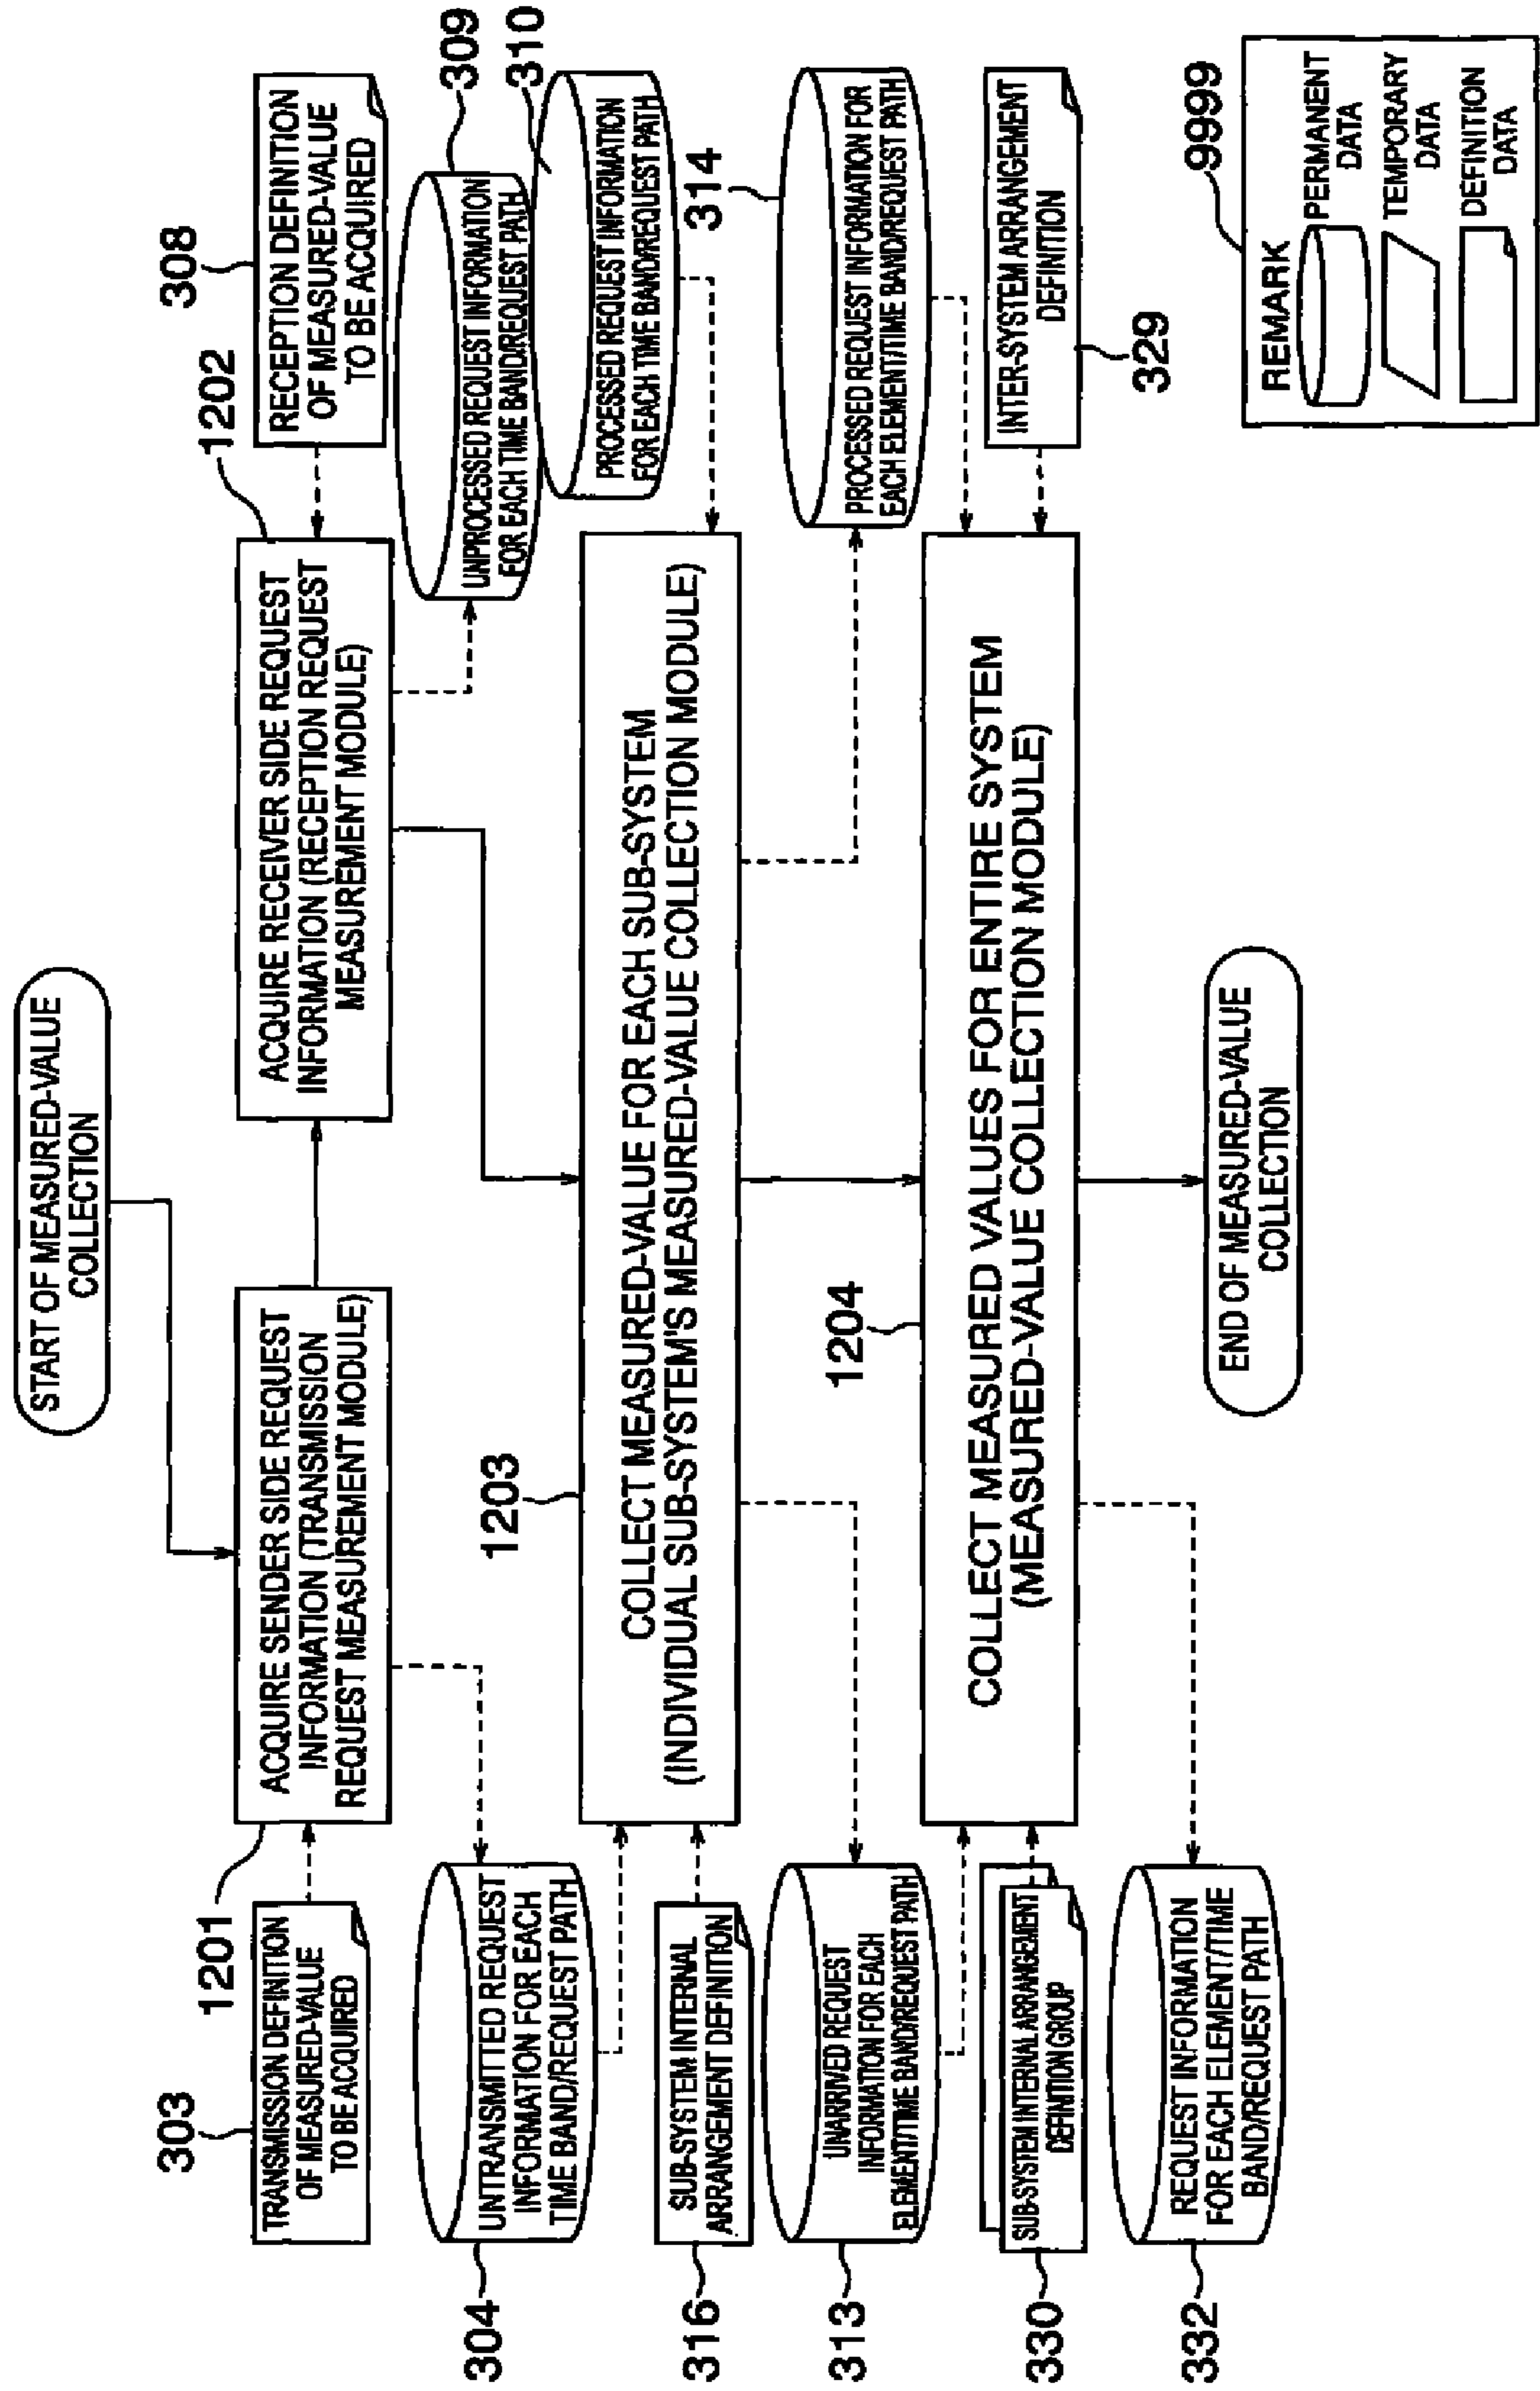 START OF MEASURED-VALUE
COLLECTION
1201
ACQUIRE SENDER SIDE REQUEST
INFORMATION (TRANSMISSION
REQUEST MEASUREMENT MODULE)
1202
ACQUIRE RECEIVER SIDE REQUEST
INFORMATION (RECEPTION REQUEST
MEASUREMENT MODULE)
303
TRANSMISSION DEFINITION
OF MEASURED-VALUE
TO BE ACQUIRED
308
RECEPTION DEFINITION
OF MEASURED-VALUE
TO BE ACQUIRED
304
UNTRANSMITTED REQUEST
INFORMATION FOR EACH
TIME BAND/REQUEST PATH
309
UNPROCESSED REQUEST INFORMATION
FOR EACH TIME BAND/REQUEST PATH
310
PROCESSED REQUEST INFORMATION
FOR EACH TIME BAND/REQUEST PATH
1203
COLLECT MEASURED-VALUE FOR EACH SUB-SYSTEM
(INDIVIDUAL SUB-SYSTEM'S MEASURED-VALUE COLLECTION MODULE)
316
SUB-SYSTEM INTERNAL
ARRANGEMENT DEFINITION
313
UNARRIVED REQUEST
INFORMATION FOR EACH
ELEMENT/TIME BAND/REQUEST PATH
314
PROCESSED REQUEST INFORMATION FOR
EACH ELEMENT/TIME BAND/REQUEST PATH
1204
COLLECT MEASURED VALUES FOR ENTIRE SYSTEM
(MEASURED-VALUE COLLECTION MODULE)
330
SUB-SYSTEM INTERNAL ARRANGEMENT
DEFINITION GROUP
INTER-SYSTEM ARRANGEMENT
DEFINITION
329
332
REQUEST INFORMATION
FOR EACH ELEMENT/TIME
BAND/REQUEST PATH
END OF MEASURED-VALUE
COLLECTION
9999
REMARK
PERMANENT
DATA
TEMPORARY
DATA
DEFINITION
DATA